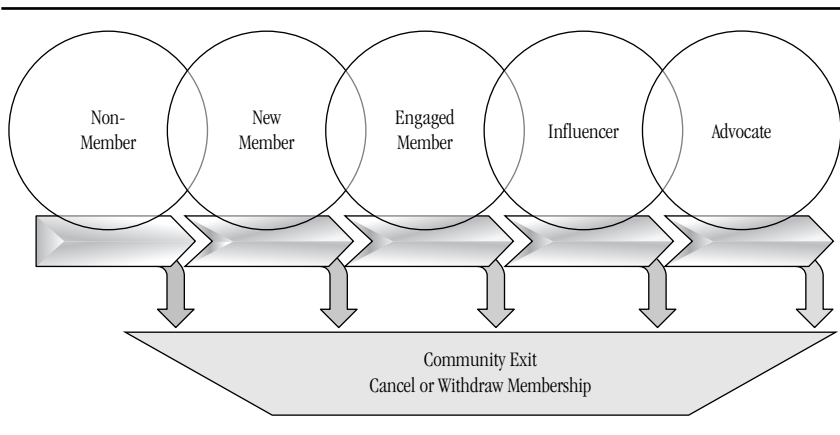 Non-
Member
New
Member
Engaged
Member
Influencer
Advocate
Community Exit
Cancel or Withdraw Membership